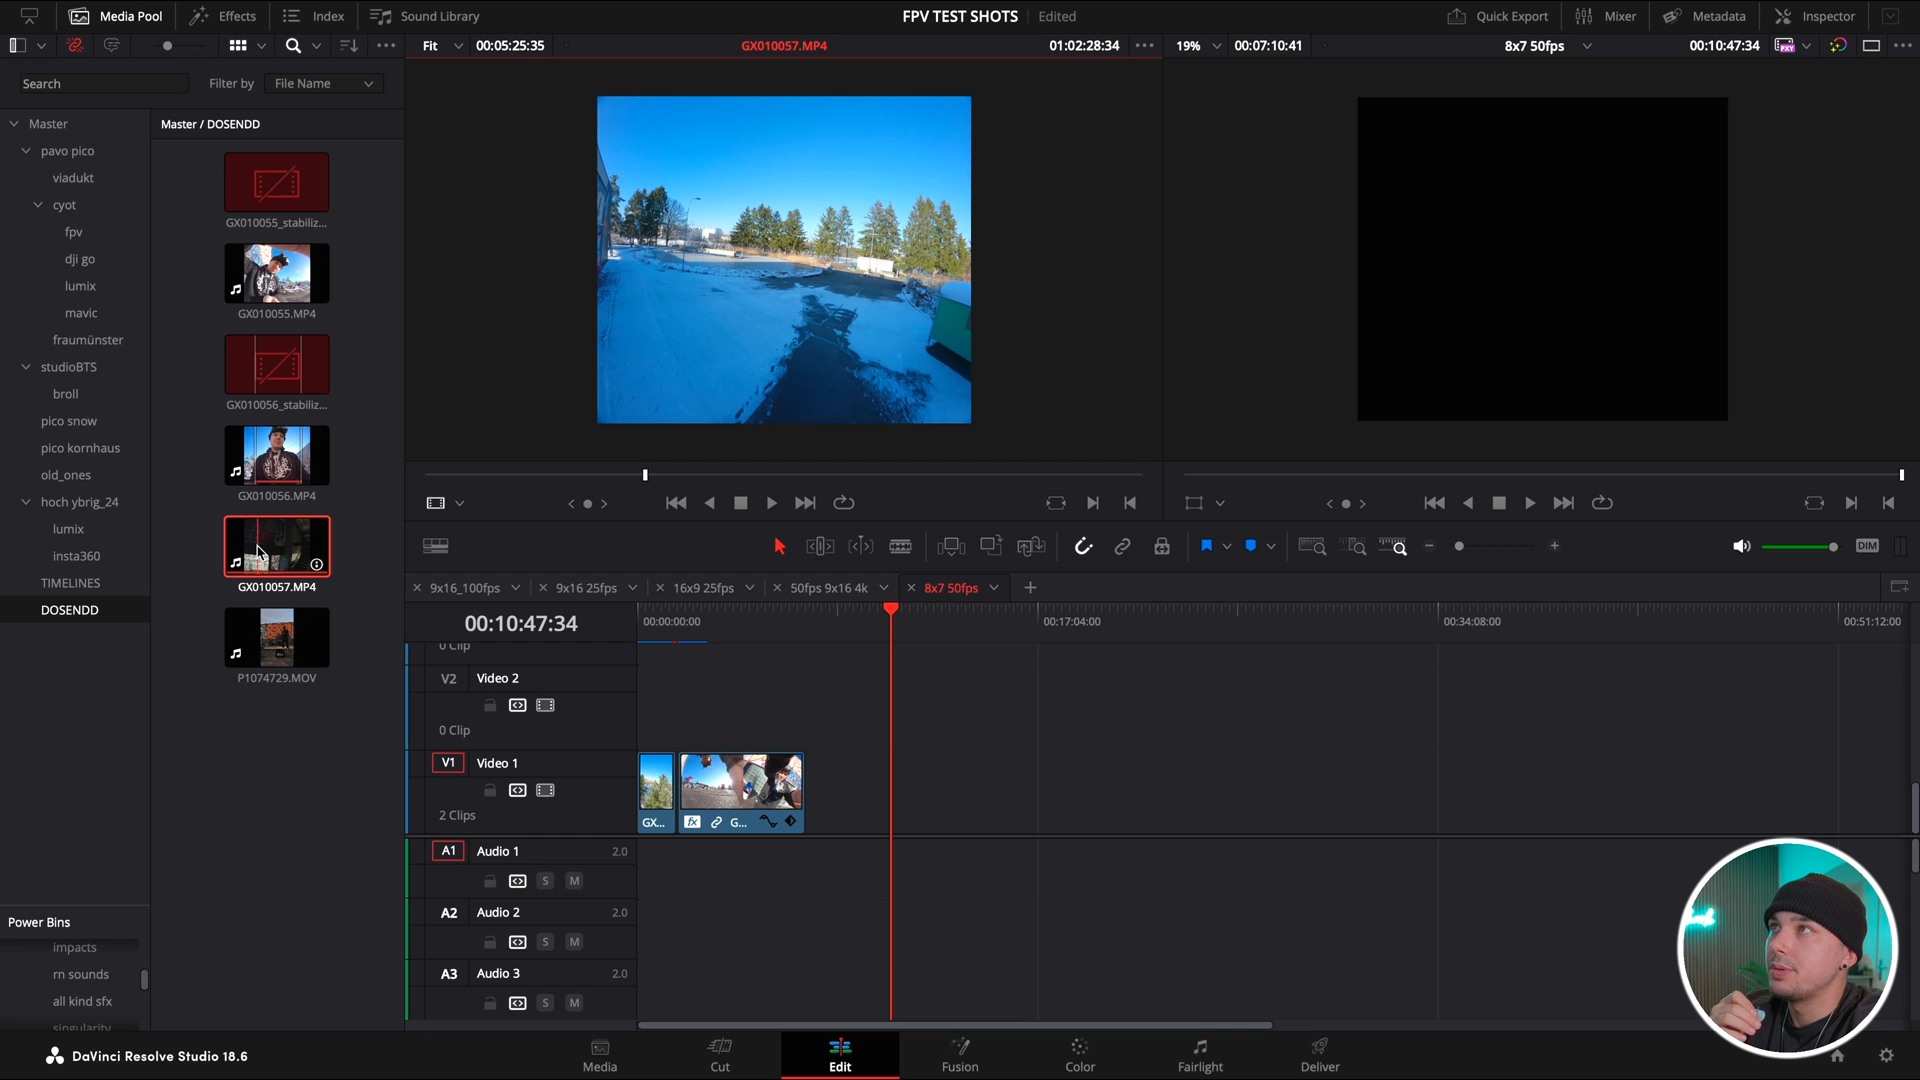 Media Pool
Effects
Index
Sound Library
FPV TEST SHOTS
Edited
Quick Export
Mixer
Metadata
Inspector
Fit
00:05:25:35
GX010057.MP4
01:02:28:34
19%
00:07:10:41
8x7 50fps
00:10:47:34
PXY
Search
Filter by
File Name
Master
pavo pico
viadukt
cyot
fpv
dji go
lumix
mavic
fraumünster
studioBTS
broll
pico snow
pico kornhaus
old_ones
hoch ybrig_24
lumix
insta360
TIMELINES
DOSENDD
Master / DOSENDD
GX010055_stabiliz...
GX010055.MP4
GX010056_stabiliz...
GX010056.MP4
GX010057.MP4
P1074729.MOV
DIM
9x16_100fps
9x16 25fps
16x9 25fps
50fps 9x16 4k
8x7 50fps
00:10:47:34
00:00:00:00
00:17:04:00
00:34:08:00
00:51:12:00
0 Clip
V2 Video 2
0 Clip
V1 Video 1
2 Clips
GX...
fx
G...
A1 Audio 1 2.0
S M
A2 Audio 2 2.0
S M
A3 Audio 3 2.0
S M
Power Bins
impacts
rn sounds
all kind sfx
singularity
DaVinci Resolve Studio 18.6
Media
Cut
Edit
Fusion
Color
Fairlight
Deliver